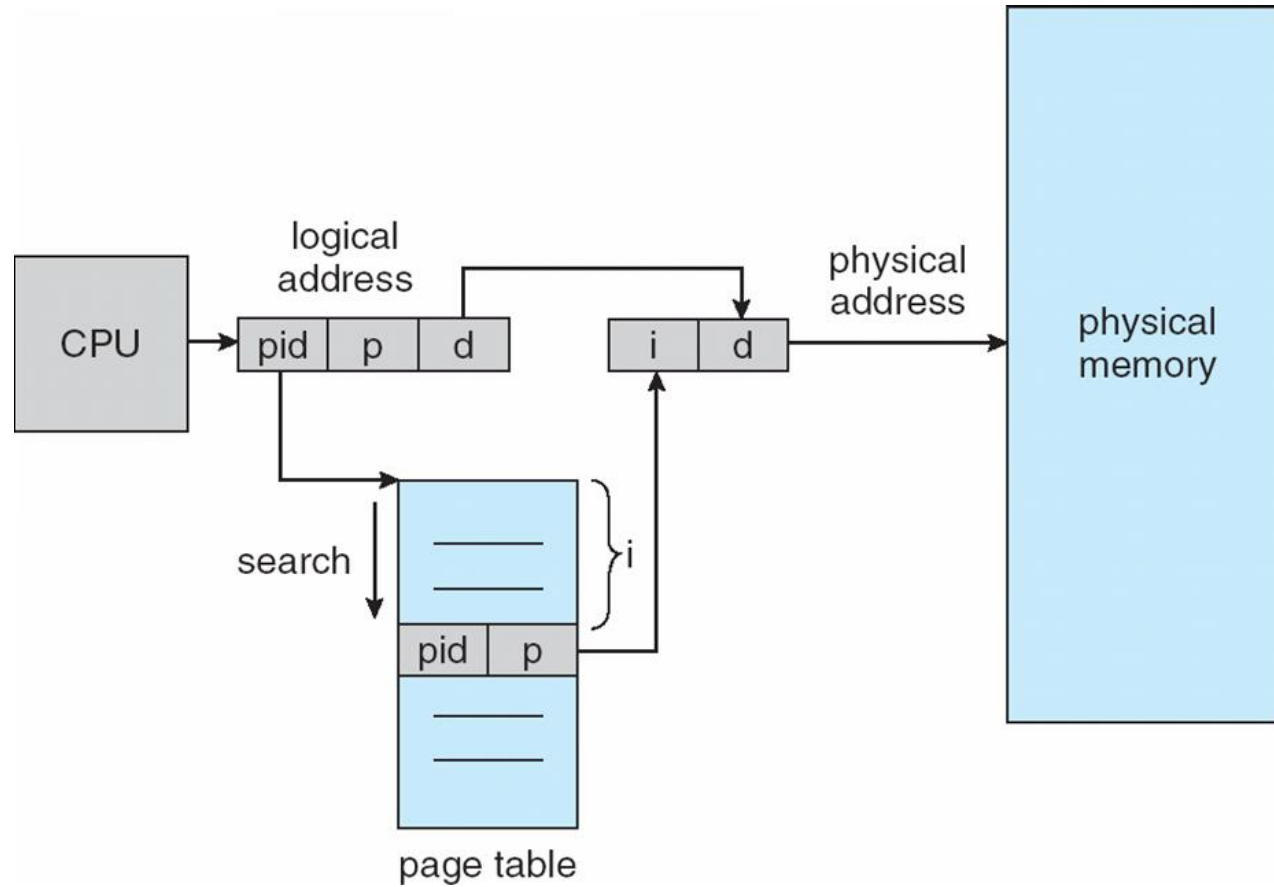 logical
address
physical
address
CPU
pid p d
i d
physical
memory
search
i
pid p
page table